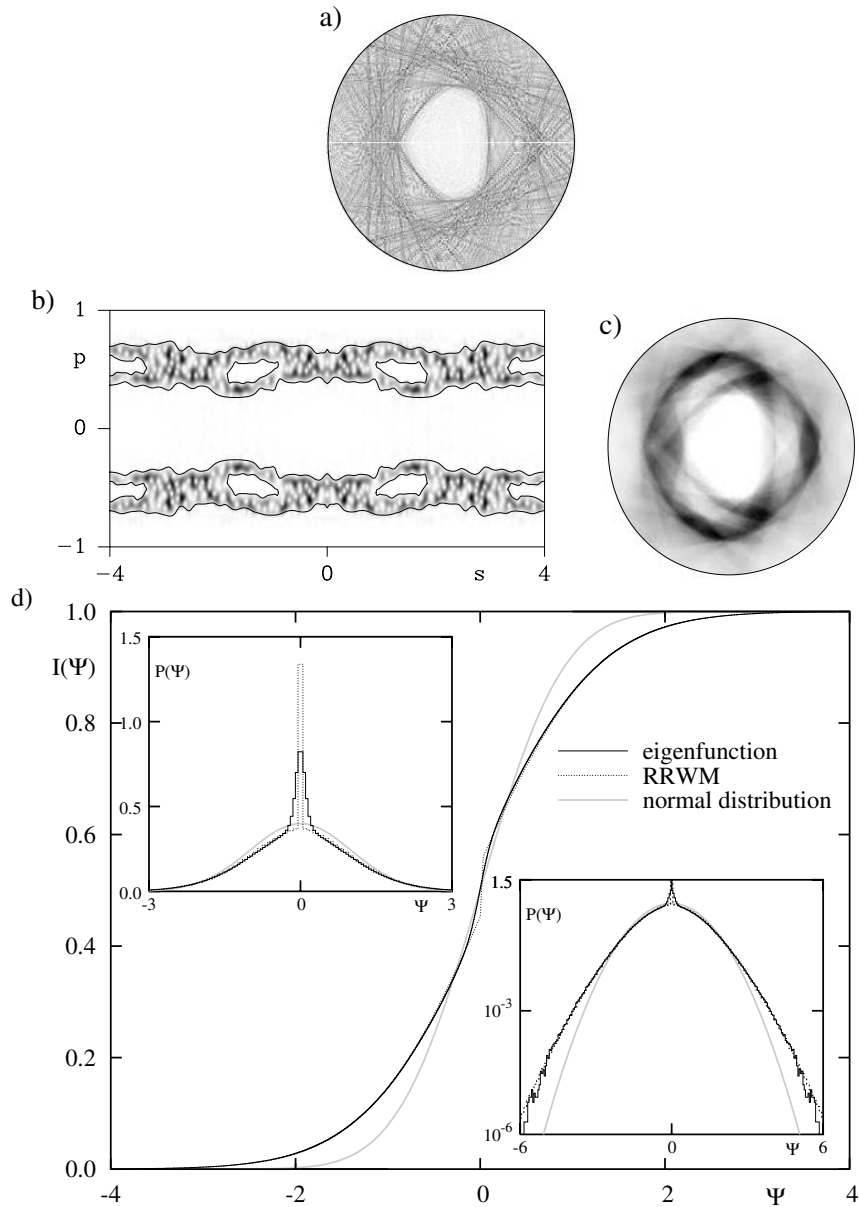 a)
b)
1
p
0
−1
−4
0
s
4
c)
d)
1.0
I(Ψ)
0.8
0.6
0.4
0.2
0.0
-4
-2
0
2
Ψ
4
1.5
P(Ψ)
1.0
0.5
0.0
-3
0
Ψ
3
eigenfunction
RRWM
normal distribution
1.5
P(Ψ)
10-3
10-6
-6
0
Ψ
6